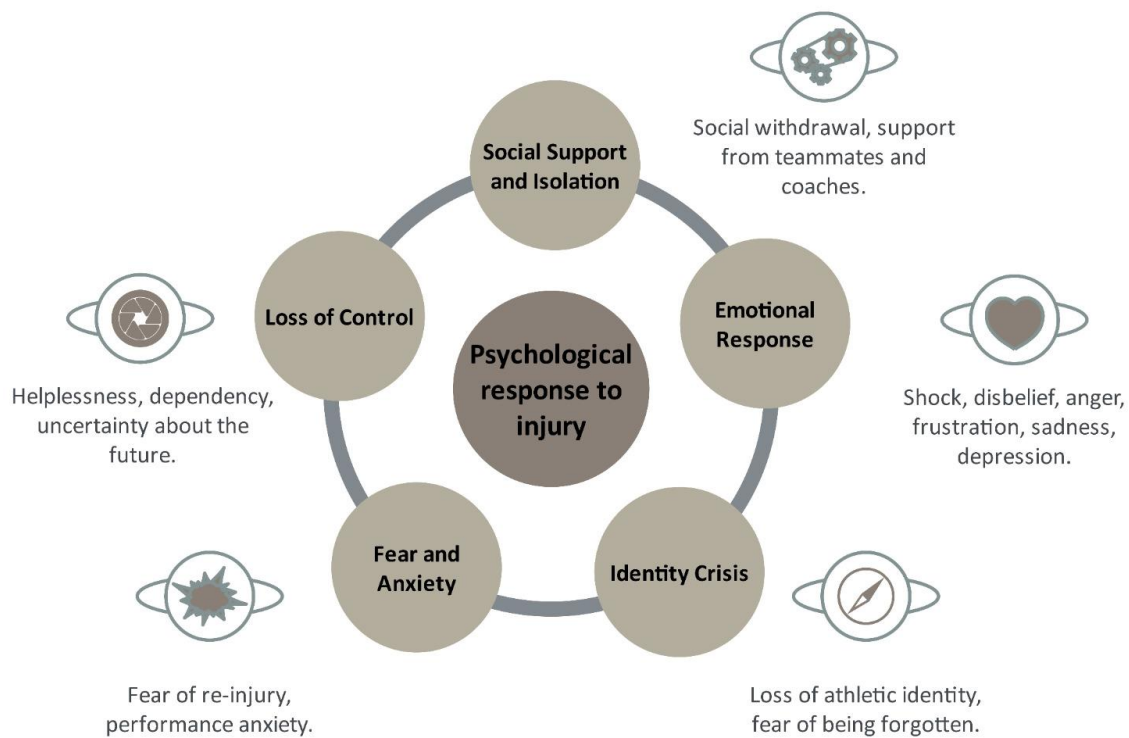 Social Support
and Isolation
Social withdrawal, support
from teammates and
coaches.
Loss of Control
Emotional
Response
Psychological
response to
injury
Helplessness, dependency,
uncertainty about the
future.
Shock, disbelief, anger,
frustration, sadness,
depression.
Fear and
Anxiety
Identity Crisis
Fear of re-injury,
performance anxiety.
Loss of athletic identity,
fear of being forgotten.